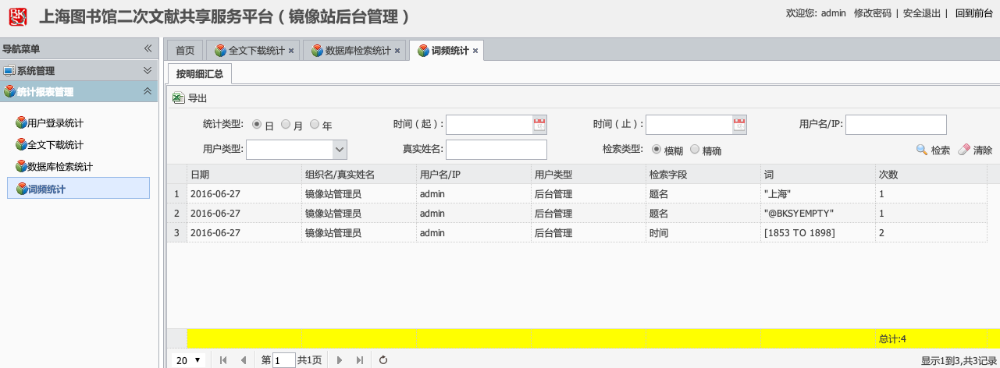 BKSY 上海图书馆二次文献共享服务平台（镜像站后台管理） 欢迎您: admin 修改密码 | 安全退出 | 回到前台
导航菜单 首页 全文下载统计 数据库检索统计 词频统计
系统管理 按明细汇总
统计报表管理 导出
统计类型: 日 月 年 时间（起）: 时间（止）: 用户名/IP:
用户登录统计
全文下载统计 用户类型: 真实姓名: 检索类型: 模糊 精确 检索 清除
数据库检索统计 日期 组织名/真实姓名 用户名/IP 用户类型 检索字段 词 次数
词频统计 1 2016-06-27 镜像站管理员 admin 后台管理 题名 "上海" 1
2 2016-06-27 镜像站管理员 admin 后台管理 题名 "@BKSYEMPTY" 1
3 2016-06-27 镜像站管理员 admin 后台管理 时间 [1853 TO 1898] 2
总计:4
20 第 1 共1页 显示1到3,共3记录